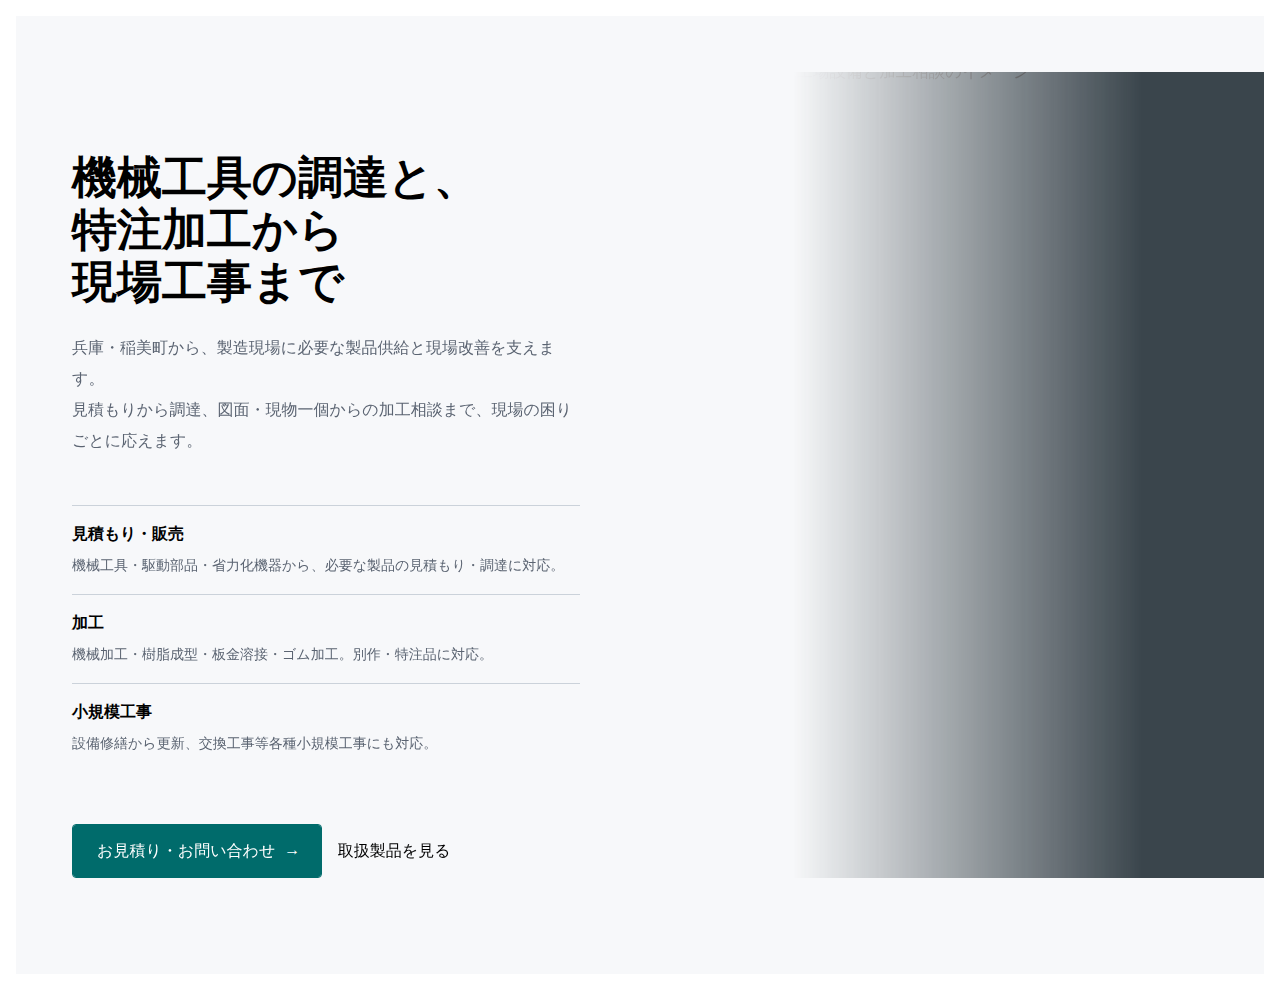 機械工具の調達と、
特注加工から
現場工事まで
兵庫・稲美町から、製造現場に必要な製品供給と現場改善を支えま
す。
見積もりから調達、図面・現物一個からの加工相談まで、現場の困り
ごとに応えます。
見積もり・販売
機械工具・駆動部品・省力化機器から、必要な製品の見積もり・調達に対応。
加工
機械加工・樹脂成型・板金溶接・ゴム加工。別作・特注品に対応。
小規模工事
設備修繕から更新、交換工事等各種小規模工事にも対応。
お見積り・お問い合わせ →
取扱製品を見る